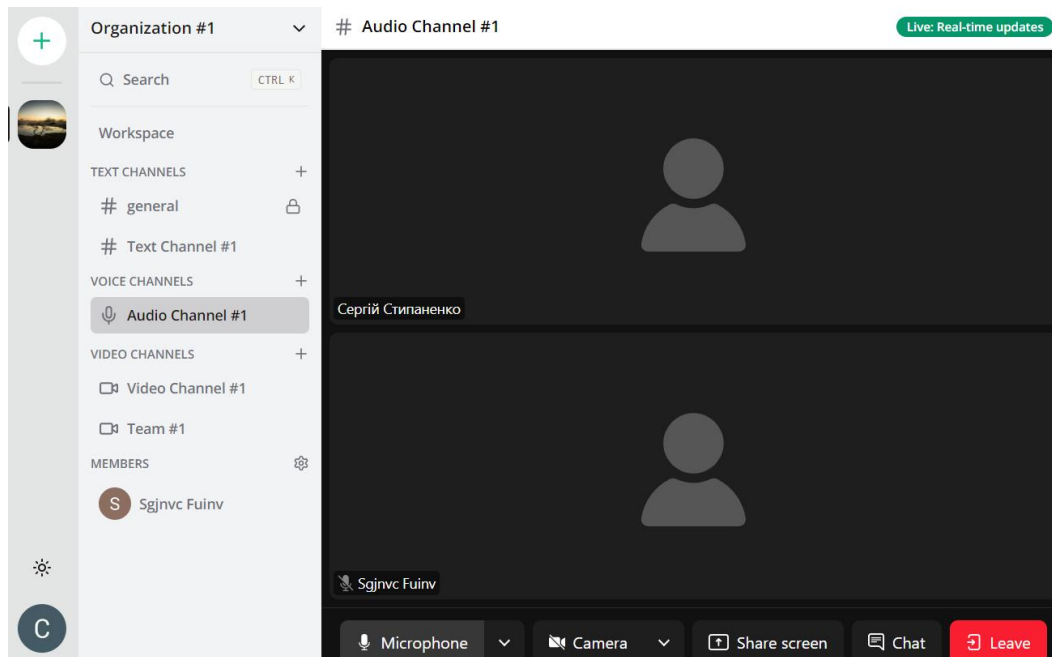 Organization #1
Search
CTRL K
Workspace
TEXT CHANNELS
general
Text Channel #1
VOICE CHANNELS
Audio Channel #1
VIDEO CHANNELS
Video Channel #1
Team #1
MEMBERS
S
Sgjnvc Fuinv
C
# Audio Channel #1
Live: Real-time updates
Сергій Стипаненко
Sgjnvc Fuinv
Microphone
Camera
Share screen
Chat
Leave